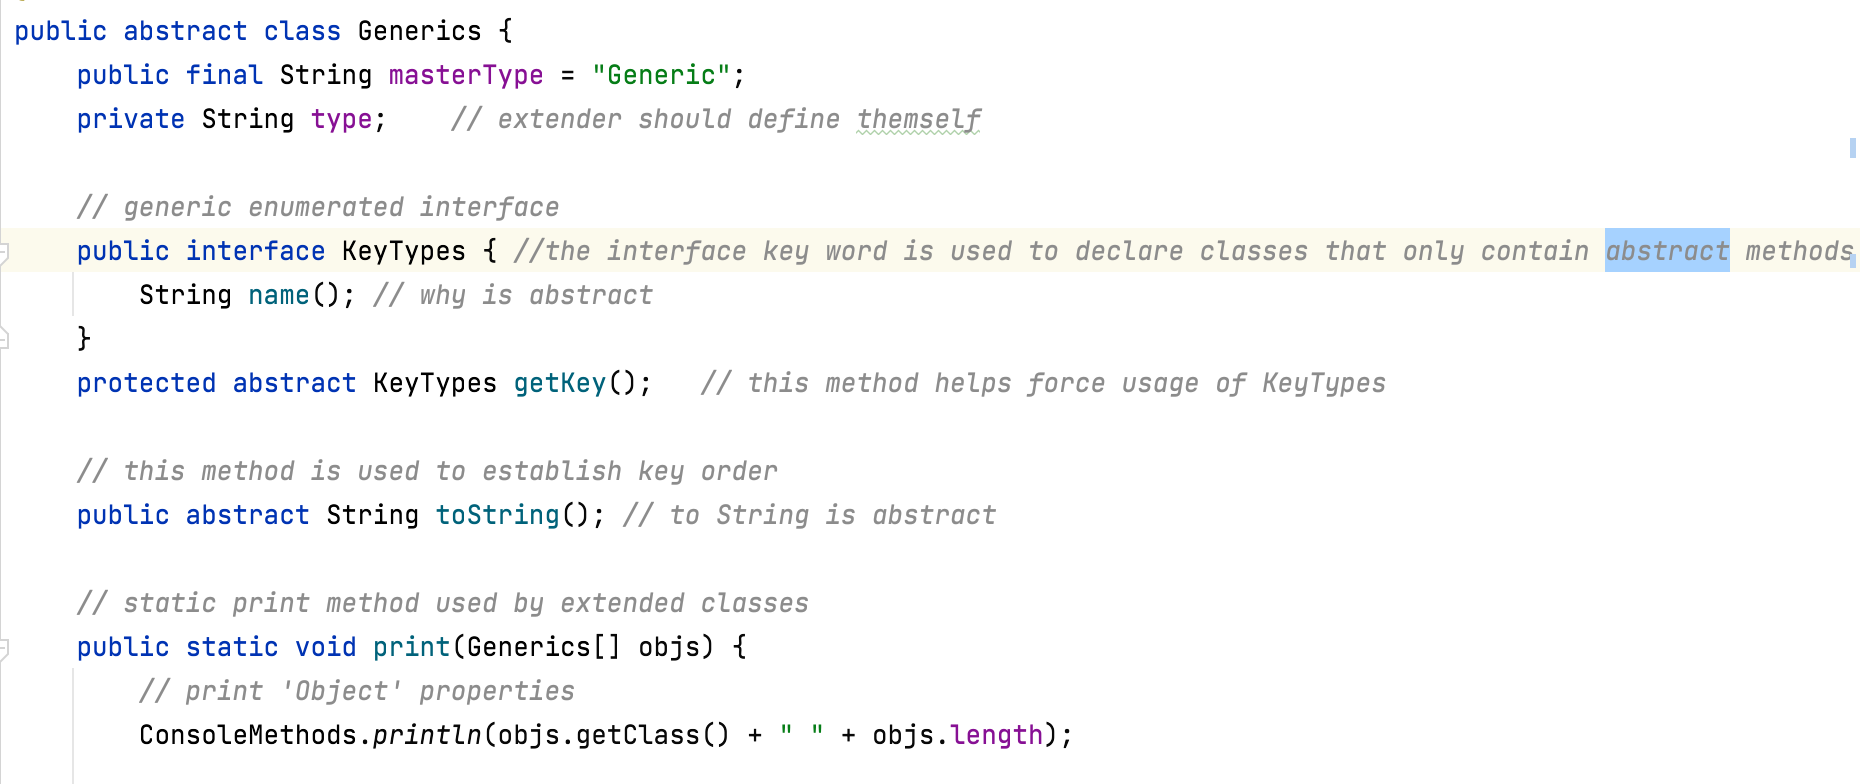 public abstract class Generics {
public final String masterType = "Generic";
private String type; // extender should define themself
// generic enumerated interface
public interface KeyTypes { //the interface key word is used to declare classes that only contain abstract methods
String name(); // why is abstract
}
protected abstract KeyTypes getKey(); // this method helps force usage of KeyTypes
// this method is used to establish key order
public abstract String toString(); // to String is abstract
// static print method used by extended classes
public static void print(Generics[] objs) {
// print 'Object' properties
ConsoleMethods.println(objs.getClass() + " " + objs.length);